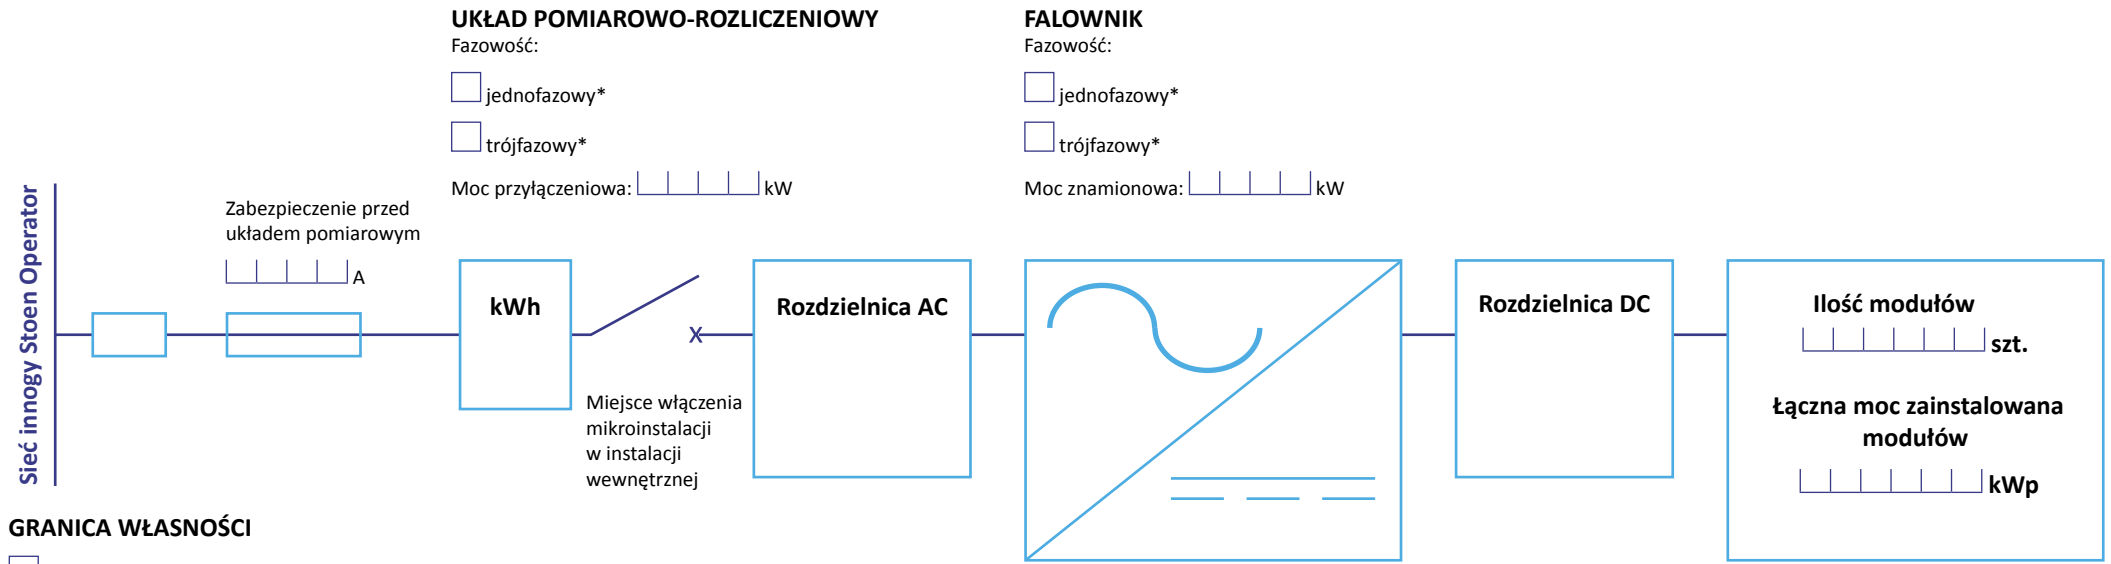 UKŁAD POMIAROWO-ROZLICZENIOWY
Fazowość:
jednofazowy*
trójfazowy*
Moc przyłączeniowa: kW
FALOWNIK
Fazowość:
jednofazowy*
trójfazowy*
Moc znamionowa: kW
Sieć innogy Stoen Operator
Zabezpieczenie przed
układem pomiarowym
A
kWh
x
Miejsce włączenia
mikroinstalacji
w instalacji
wewnętrznej
Rozdzielnica AC
Rozdzielnica DC
Ilość modułów
szt.
Łączna moc zainstalowana
modułów
kWp
GRANICA WŁASNOŚCI